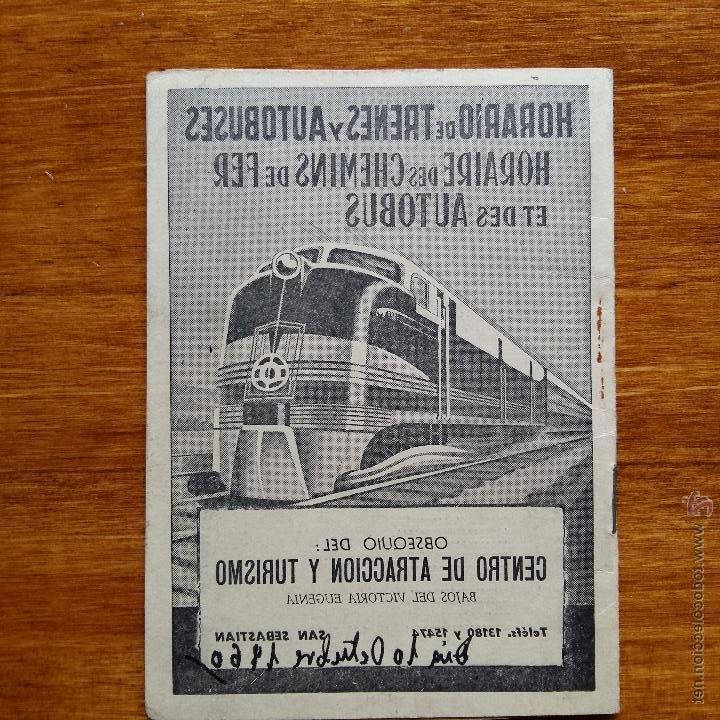 HORARIO DE TRENES Y AUTOBUSES
HORAIRE DES CHEMINS DE FER
ET DES AUTOBUS
OBSEQUIO DEL:
CENTRO DE ATRACCION Y TURISMO
BAJOS DEL VICTORIA EUGENIA
Teléfs. 13180 y 15474 SAN SEBASTIAN
Dia 10 Octubre 1960
todocoleccion.net